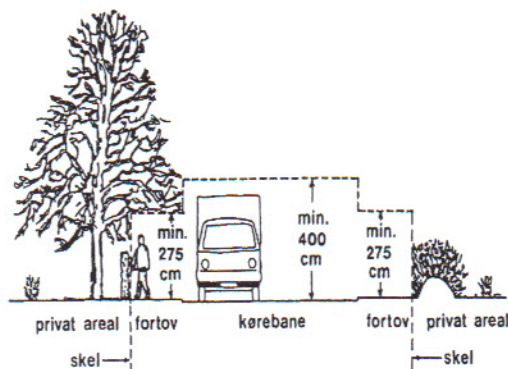 min.
275
cm
min.
400
cm
min.
275
cm
privat areal fortov kørebane fortov privat areal
skel skel